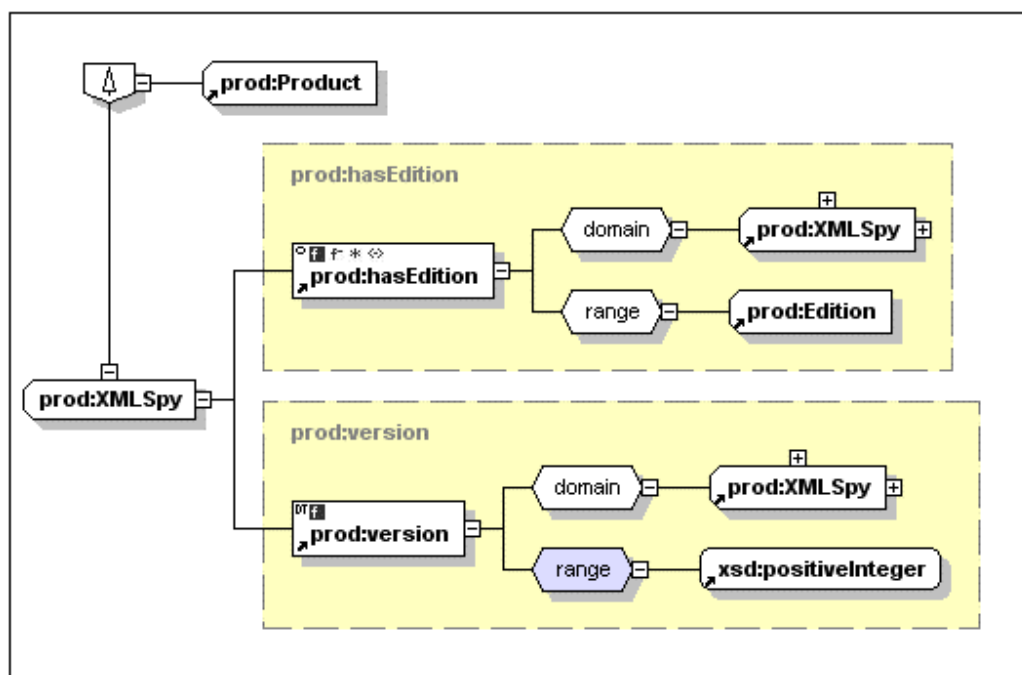 prod:Product
prod:hasEdition
domain
prod:XMLSpy
prod:hasEdition
range
prod:Edition
prod:XMLSpy
prod:version
domain
prod:XMLSpy
DT f
prod:version
range
xsd:positiveInteger